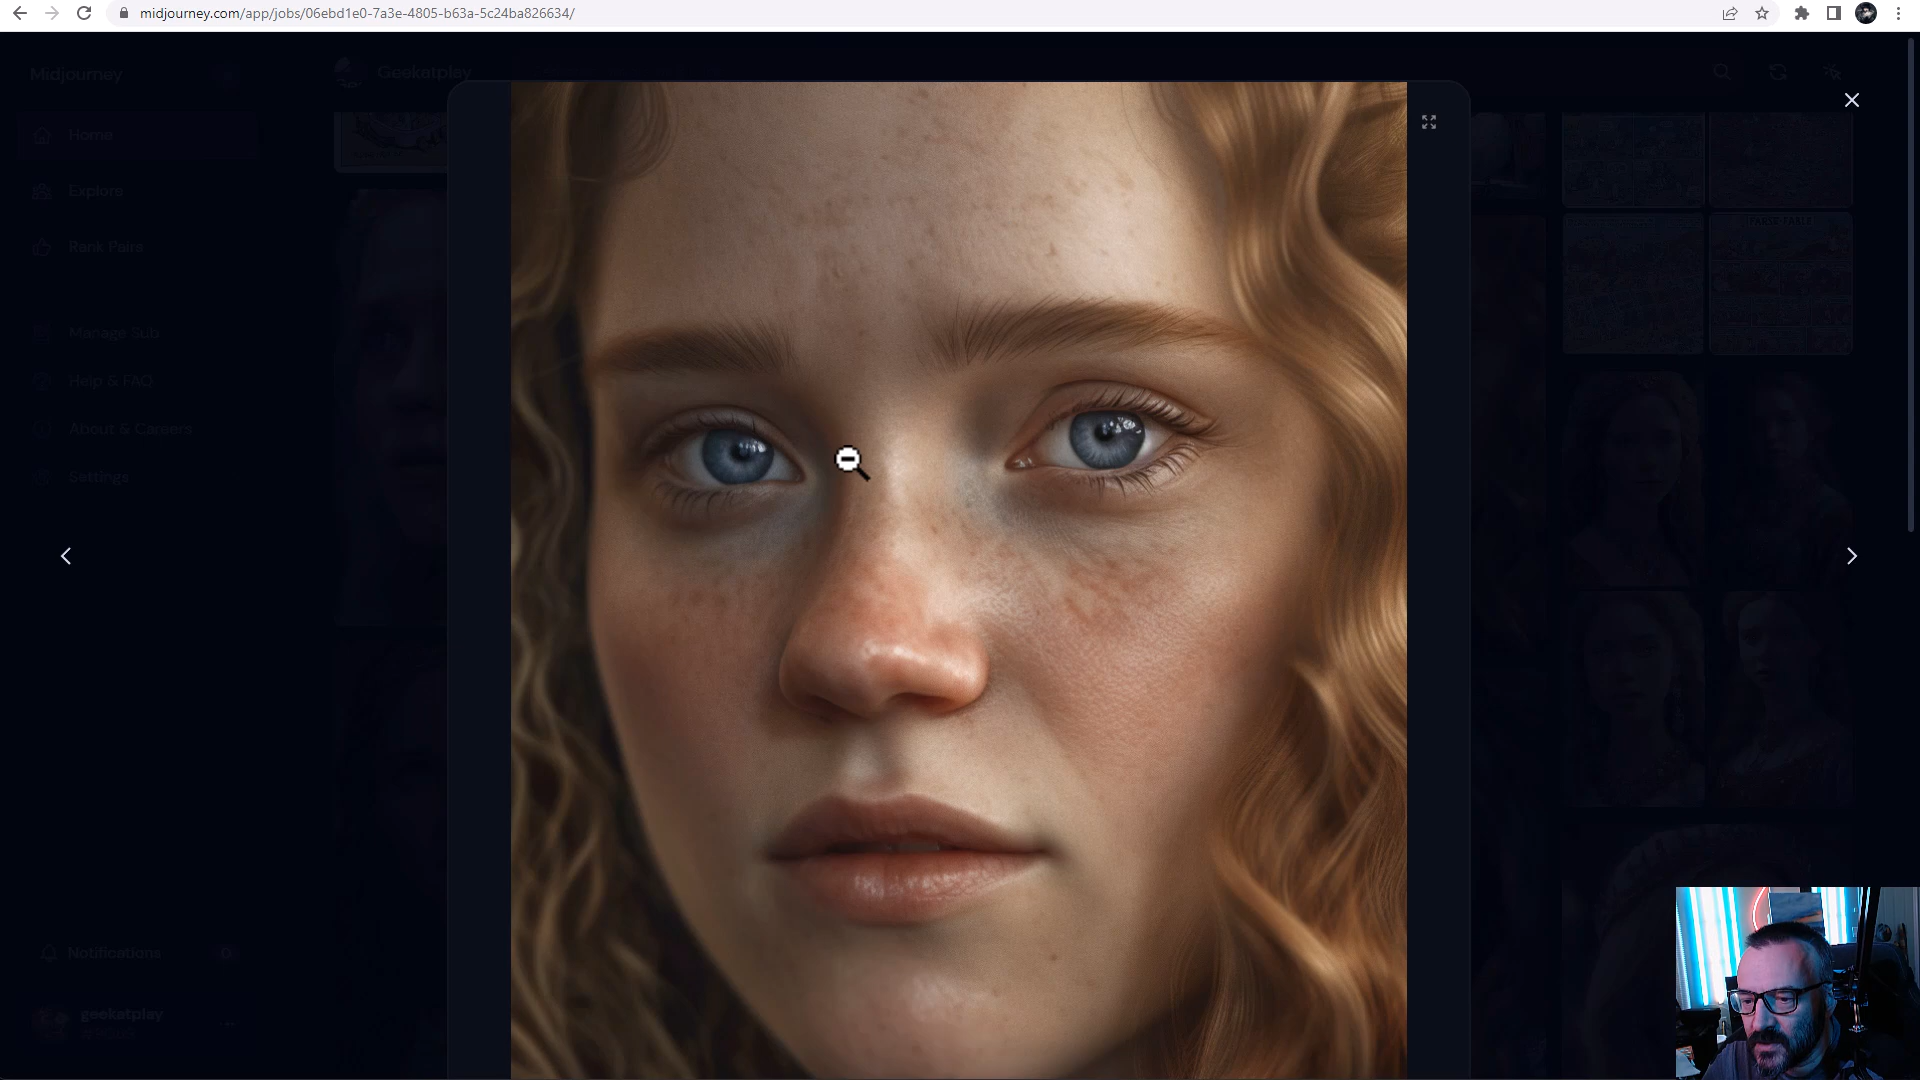 midjourney.com/app/jobs/06ebd1e0-7a3e-4805-b63a-5c24ba826634/
Midjourney
Geekatplay
Home
Explore
Rank Pairs
Manage Sub
Help & FAQ
About & Careers
Settings
Notifications
geekatplay